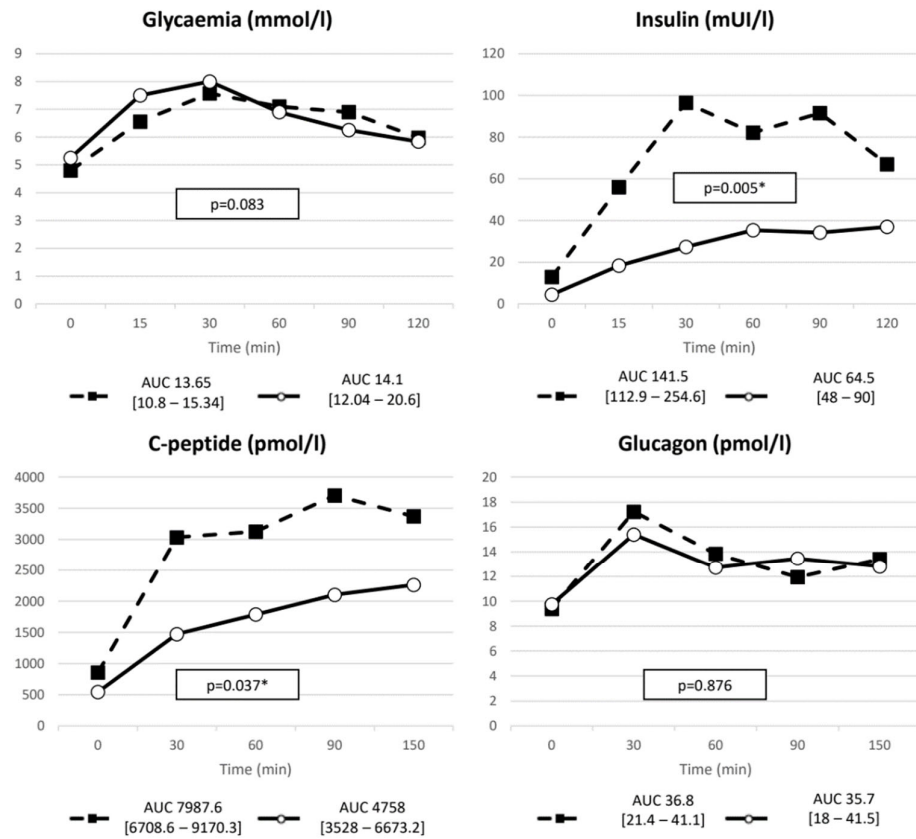 Glycaemia (mmol/l)
9
8
7
6
5
4
3
2
1
0
p=0.083
0 15 30 60 90 120
Time (min)
AUC 13.65
[10.8 – 15.34]
AUC 14.1
[12.04 – 20.6]
Insulin (mUI/l)
120
100
80
60
40
20
0
p=0.005*
0 15 30 60 90 120
Time (min)
AUC 141.5
[112.9 – 254.6]
AUC 64.5
[48 – 90]
C-peptide (pmol/l)
4000
3500
3000
2500
2000
1500
1000
500
0
p=0.037*
0 30 60 90 150
Time (min)
AUC 7987.6
[6708.6 – 9170.3]
AUC 4758
[3528 – 6673.2]
Glucagon (pmol/l)
20
18
16
14
12
10
8
6
4
2
0
p=0.876
0 30 60 90 150
Time (min)
AUC 36.8
[21.4 – 41.1]
AUC 35.7
[18 – 41.5]